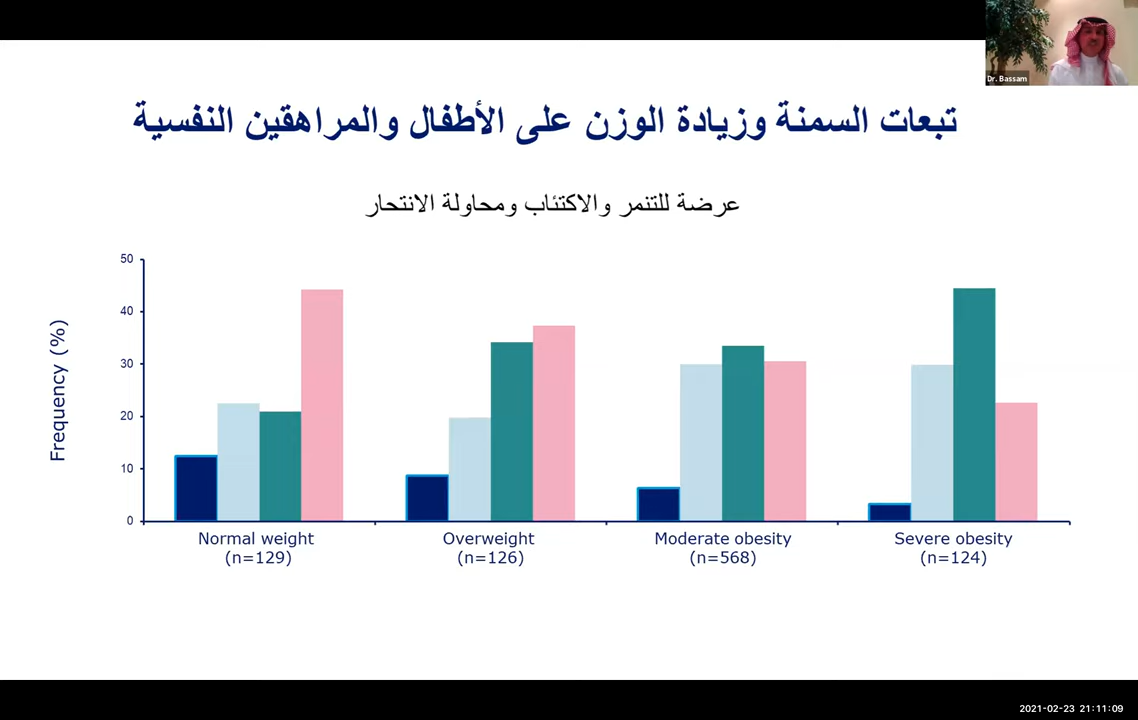 Dr. Bassam
تبعات السمنة وزيادة الوزن على الأطفال والمراهقين النفسية
عرضة للتنمر والاكتئاب ومحاولة الانتحار
Frequency (%)
50
40
30
20
10
0
Normal weight
(n=129)
Overweight
(n=126)
Moderate obesity
(n=568)
Severe obesity
(n=124)
2021-02-23 21:11:09